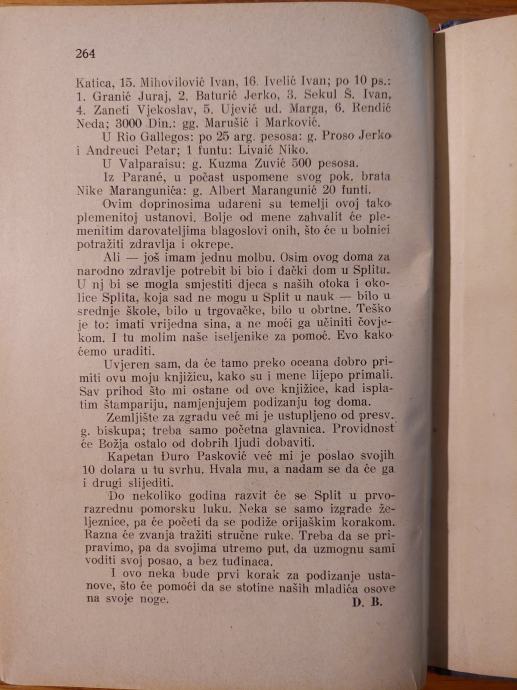 264
Katica, 15. Mihovilović Ivan, 16. Ivelić Ivan; po 10 ps.:
1. Granić Juraj, 2. Baturić Jerko, 3. Sekul Š. Ivan,
4. Zaneti Vjekoslav, 5. Ujević ud. Marga, 6. Rendić
Neda; 3000 Din.: gg. Marušić i Marković.
U Rio Gallegos: po 25 arg. pesosa: g. Proso Jerko
i Andreuci Petar; 1 funtu: Livaić Niko.
U Valparaisu: g. Kuzma Zuvić 500 pesosa.
Iz Parané, u počast uspomene svog pok. brata
Nike Marangunića: g. Albert Marangunić 20 funti.
Ovim doprinosima udareni su temelji ovoj tako
plemenitoj ustanovi. Bolje od mene zahvalit će ple-
menitim darovateljima blagoslovi onih, što će u bolnici
potražiti zdravlja i okrepe.
Ali — još imam jednu molbu. Osim ovog doma za
narodno zdravlje potrebit bi bio i đački dom u Splitu.
U nj bi se mogla smjestiti djeca s naših otoka i oko-
lice Splita, koja sad ne mogu u Split u nauk — bilo u
srednje škole, bilo u trgovačke, bilo u obrtne. Teško
je to: imati vrijedna sina, a ne moći ga učiniti čovje-
kom. I tu molim naše iseljenike za pomoć. Evo kako
ćemo uraditi.
Uvjeren sam, da će tamo preko oceana dobro pri-
miti ovu moju knjižicu, kako su i mene lijepo primali.
Sav prihod što mi ostane od ove knjižice, kad ispla-
tim štampariju, namjenjujem podizanju tog doma.
Zemljište za zgradu već mi je ustupljeno od presv.
g. biskupa; treba samo početna glavnica. Providnost
će Božja ostalo od dobrih ljudi dobaviti.
Kapetan Đuro Pasković već mi je poslao svojih
10 dolara u tu svrhu. Hvala mu, a nadam se da će ga
i drugi slijediti.
Do nekoliko godina razvit će se Split u prvo-
razrednu pomorsku luku. Neka se samo izgrade že-
ljeznice, pa će početi da se podiže orijaškim korakom.
Razna će zvanja tražiti stručne ruke. Treba da se pri-
pravimo, pa da svojima utremo put, da uzmognu sami
voditi svoj posao, a bez tuđinaca.
I ovo neka bude prvi korak za podizanje usta-
nove, što će pomoći da se stotine naših mladića osove
na svoje noge. D. B.